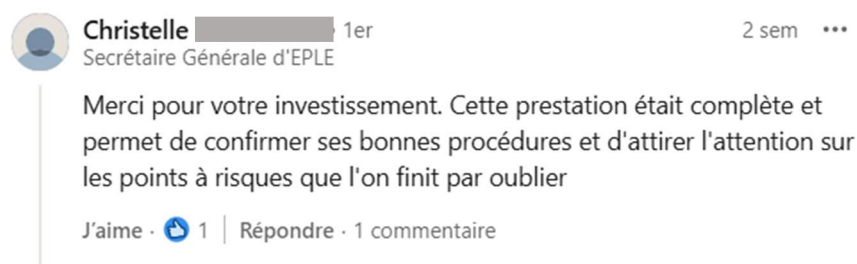 Christelle · 1er 2 sem •••
Secrétaire Générale d'EPLE
Merci pour votre investissement. Cette prestation était complète et
permet de confirmer ses bonnes procédures et d'attirer l'attention sur
les points à risques que l'on finit par oublier
J'aime · 1 | Répondre · 1 commentaire